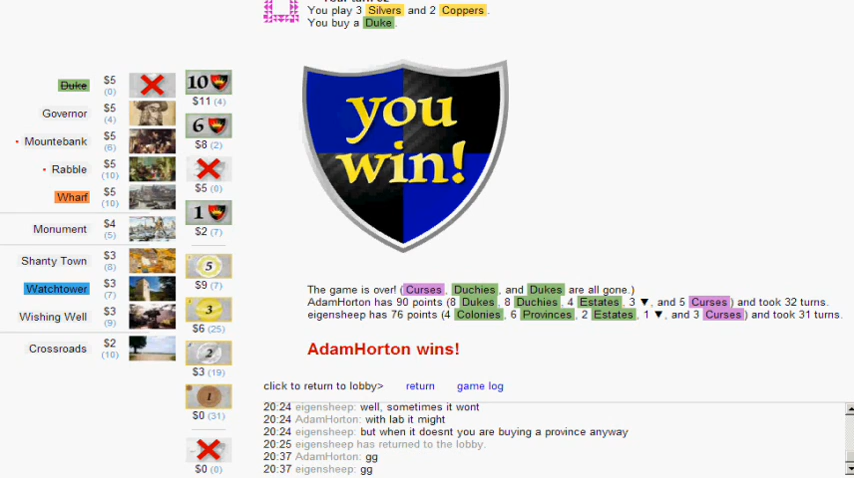 Your turn 32
You play 3 Silvers and 2 Coppers.
You buy a Duke.
Duke $5 (0)
Governor $5 (4)
Mountebank $5 (6)
Rabble $5 (10)
Wharf $5 (10)
Monument $4 (5)
Shanty Town $3 (8)
Watchtower $3 (7)
Wishing Well $3 (9)
Crossroads $2 (10)
10
$11 (4)
6
$8 (2)
$5 (0)
1
$2 (7)
5
$9 (7)
3
$6 (25)
2
$3 (19)
1
$0 (31)
$0 (0)
you
win!
The game is over! (Curses, Duchies, and Dukes are all gone.)
AdamHorton has 90 points (8 Dukes, 8 Duchies, 4 Estates, 3 ▼, and 5 Curses) and took 32 turns.
eigensheep has 76 points (4 Colonies, 6 Provinces, 2 Estates, 1 ▼, and 3 Curses) and took 31 turns.
AdamHorton wins!
click to return to lobby> return game log
20:24 eigensheep: well, sometimes it wont
20:24 AdamHorton: with lab it might
20:24 eigensheep: but when it doesnt you are buying a province anyway
20:25 eigensheep has returned to the lobby.
20:37 AdamHorton: gg
20:37 eigensheep: gg